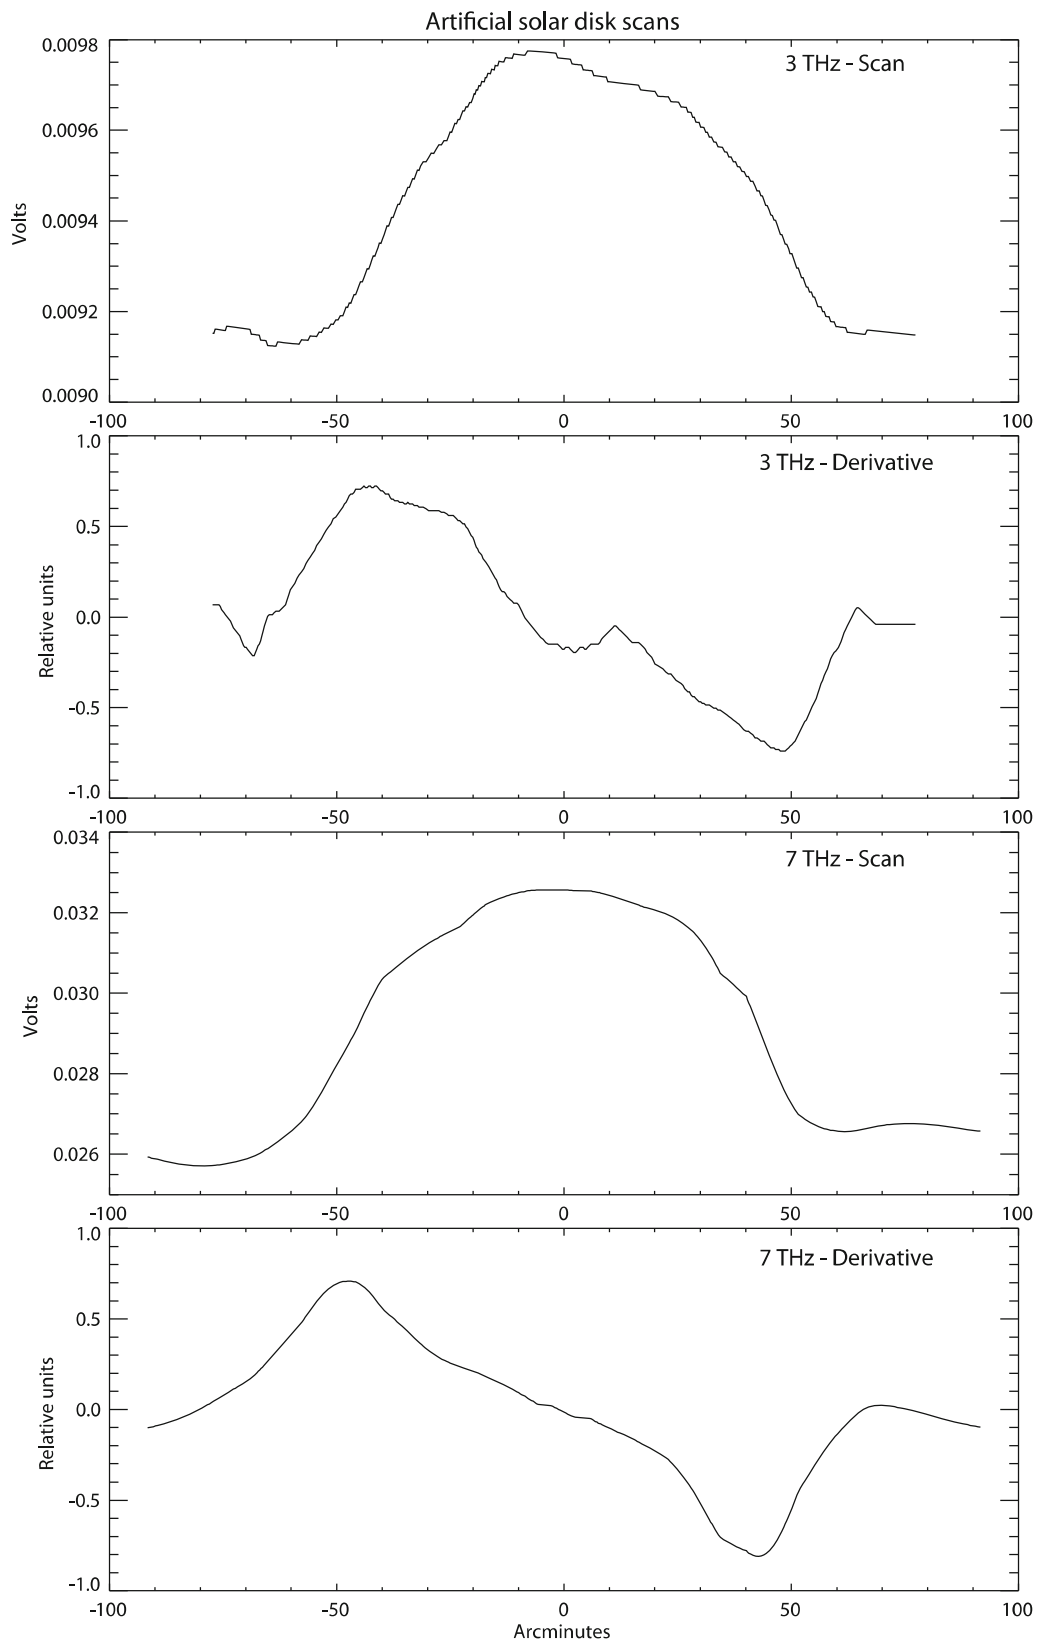 Artificial solar disk scans
3 THz - Scan
Volts
0.0098
0.0096
0.0094
0.0092
0.0090
-100 -50 0 50 100
3 THz - Derivative
Relative units
1.0
0.5
0.0
-0.5
-1.0
-100 -50 0 50 100
7 THz - Scan
Volts
0.034
0.032
0.030
0.028
0.026
-100 -50 0 50 100
7 THz - Derivative
Relative units
1.0
0.5
0.0
-0.5
-1.0
-100 -50 0 50 100
Arcminutes